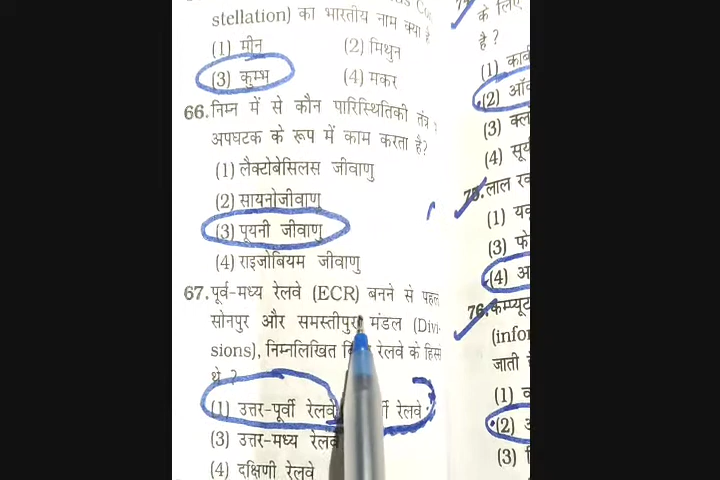 stellation) का भारतीय नाम क्या है
(1) मीन (2) मिथुन
(3) कुम्भ (4) मकर
66. निम्न में से कौन पारिस्थितिकी तंत्र
अपघटक के रूप में काम करता है?
(1) लैक्टोबेसिलस जीवाणु
(2) सायनोजीवाणु
(3) पूयनी जीवाणु
(4) राइजोबियम जीवाणु
67. पूर्व-मध्य रेलवे (ECR) बनने से पहले
सोनपुर और समस्तीपुर मंडल (Divi-
sions), निम्नलिखित रेलवे के हिस्से
थे ?
(1) उत्तर-पूर्वी रेलवे रेलवे
(3) उत्तर-मध्य रेलवे
(4) दक्षिणी रेलवे
के लिए
है ?
(1)
(2)
(3)
(4)
75. लाल
(1)
(3)
(4)
76.
(infor
जाती
(1)
(2)
(3)